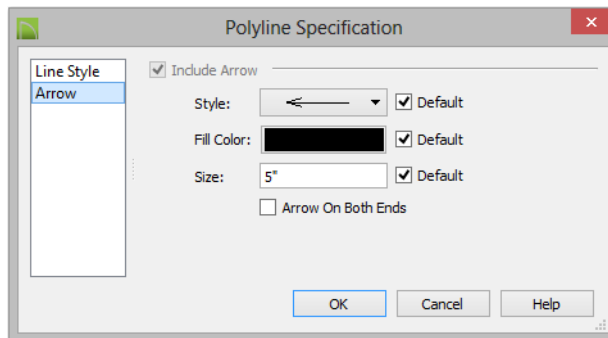 Polyline Specification
Line Style
Arrow
Include Arrow
Style:
Default
Fill Color:
Default
Size:
5"
Default
Arrow On Both Ends
OK
Cancel
Help